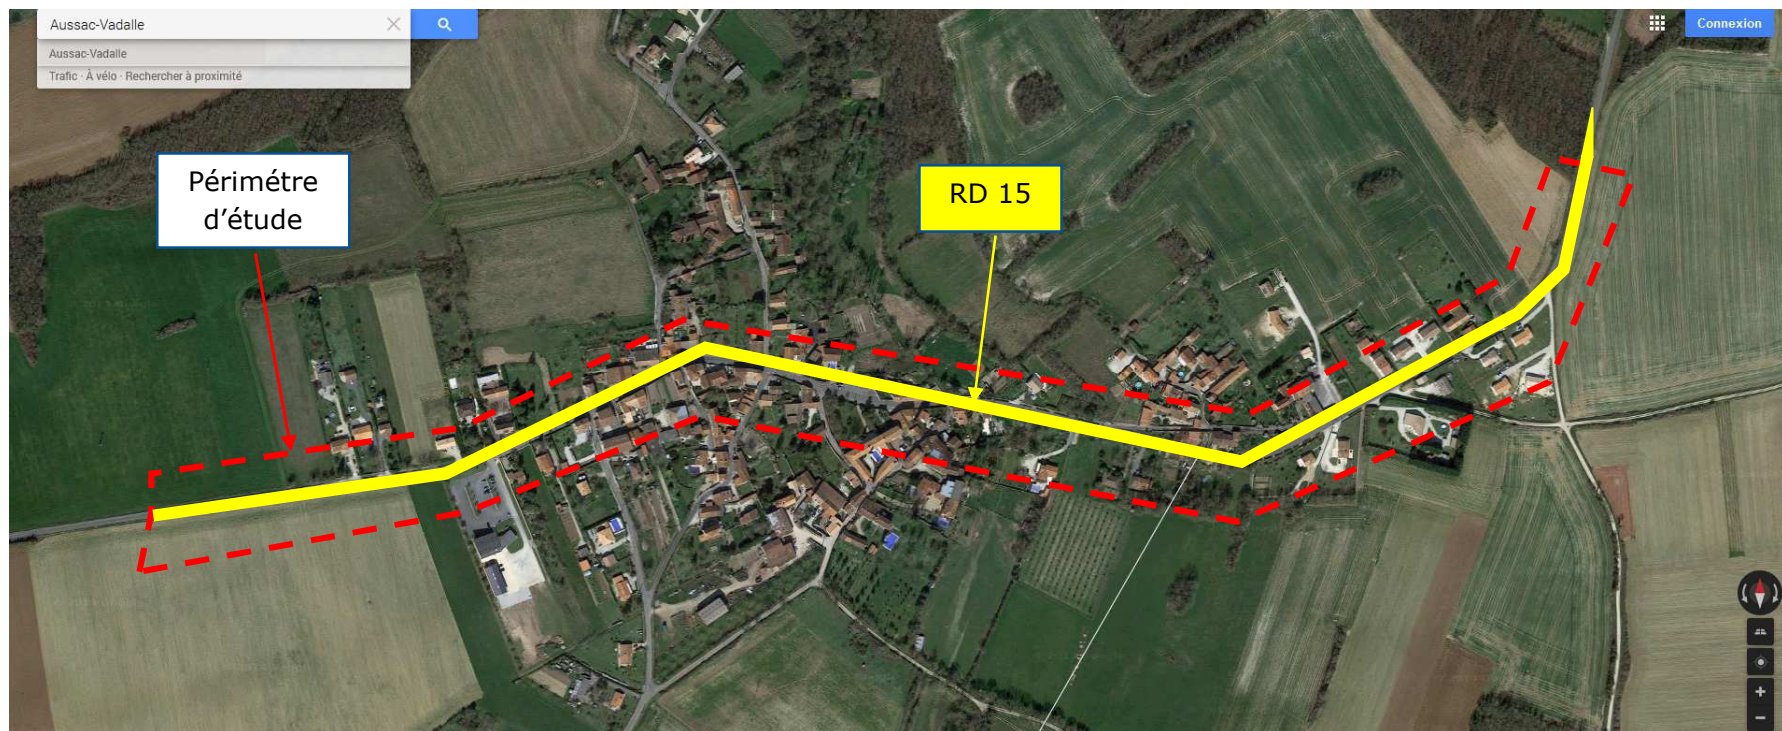 Aussac-Vadalle
Aussac-Vadalle
Trafic · À vélo · Rechercher à proximité
Connexion
Périmétre
d’étude
RD 15